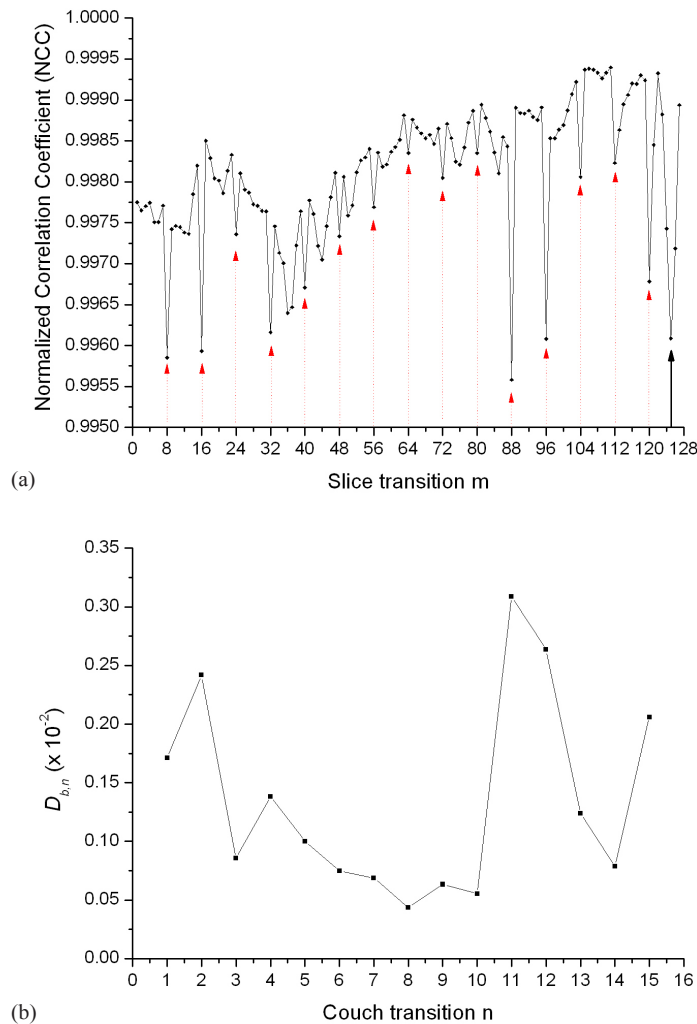 1.0000
0.9995
0.9990
0.9985
0.9980
0.9975
0.9970
0.9965
0.9960
0.9955
0.9950
Normalized Correlation Coefficient (NCC)
0 8 16 24 32 40 48 56 64 72 80 88 96 104 112 120 128
Slice transition m
(a)
0.35
0.30
0.25
0.20
0.15
0.10
0.05
0.00
D_{b,n} (x 10^{-2})
0 1 2 3 4 5 6 7 8 9 10 11 12 13 14 15 16
Couch transition n
(b)